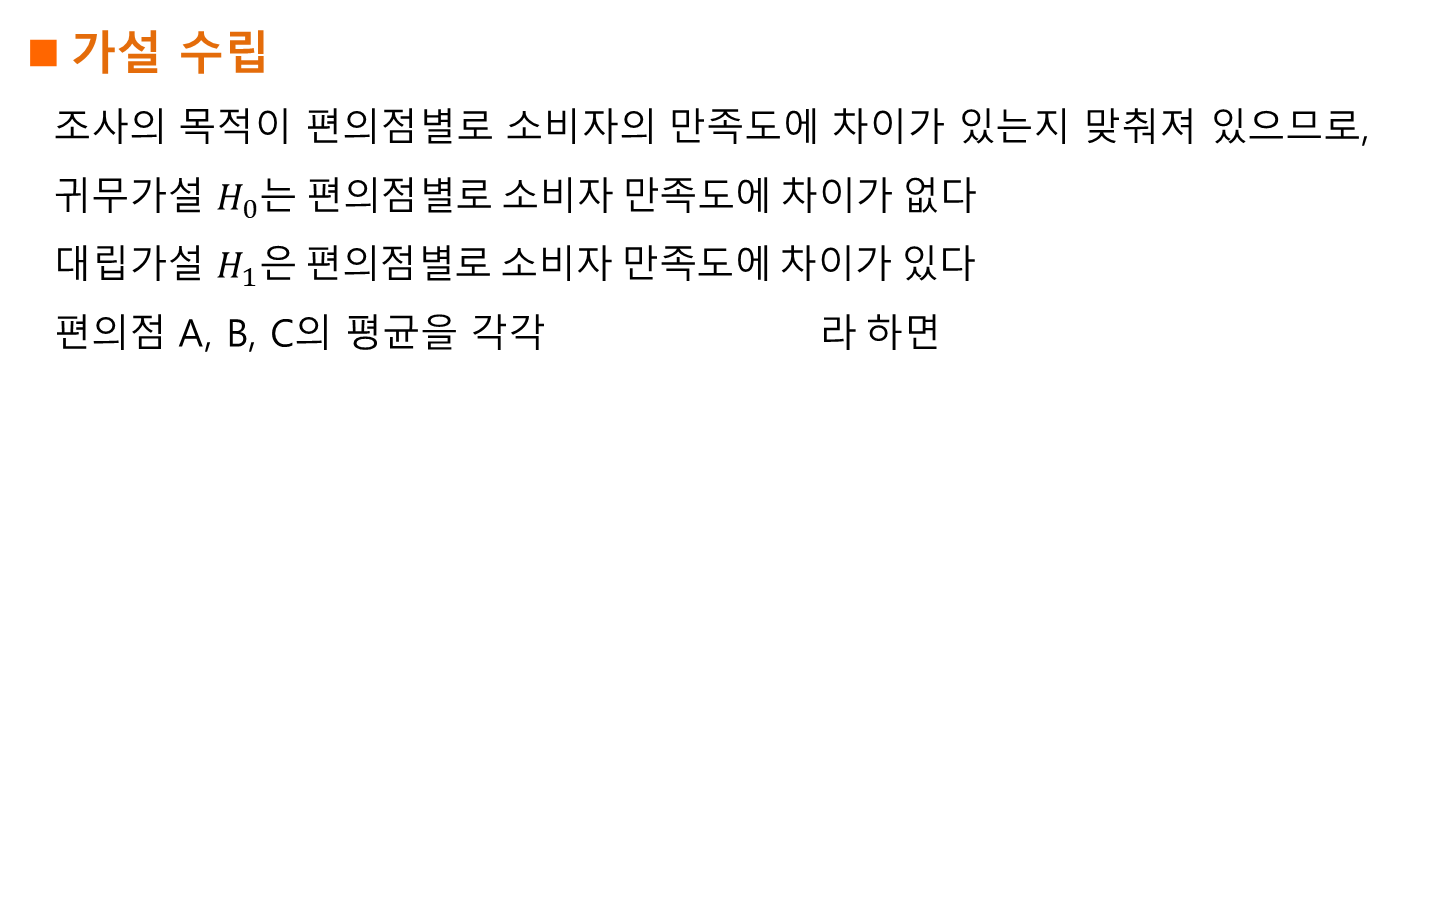 ■ 가설 수립
조사의 목적이 편의점별로 소비자의 만족도에 차이가 있는지 맞춰져 있으므로,
귀무가설 H₀는 편의점별로 소비자 만족도에 차이가 없다
대립가설 H₁은 편의점별로 소비자 만족도에 차이가 있다
편의점 A, B, C의 평균을 각각 라 하면